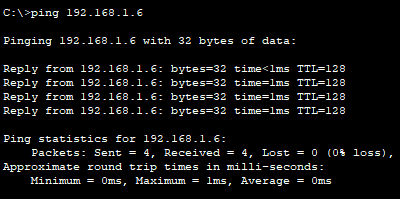 C:\>ping 192.168.1.6
Pinging 192.168.1.6 with 32 bytes of data:
Reply from 192.168.1.6: bytes=32 time<1ms TTL=128
Reply from 192.168.1.6: bytes=32 time=1ms TTL=128
Reply from 192.168.1.6: bytes=32 time=1ms TTL=128
Reply from 192.168.1.6: bytes=32 time=1ms TTL=128
Ping statistics for 192.168.1.6:
    Packets: Sent = 4, Received = 4, Lost = 0 (0% loss),
Approximate round trip times in milli-seconds:
    Minimum = 0ms, Maximum = 1ms, Average = 0ms